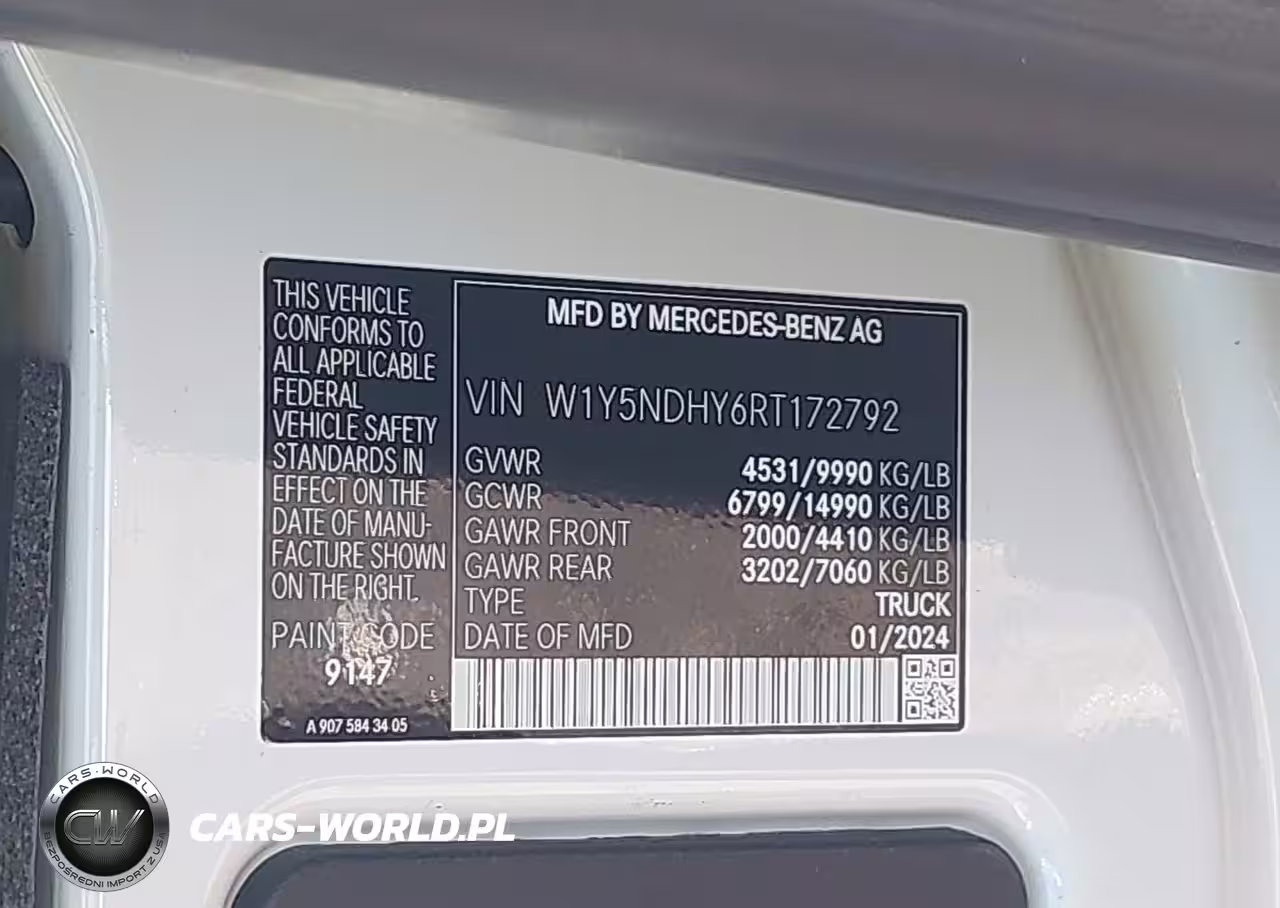 THIS VEHICLE
CONFORMS TO
ALL APPLICABLE
FEDERAL
VEHICLE SAFETY
STANDARDS IN
EFFECT ON THE
DATE OF MANU-
FACTURE SHOWN
ON THE RIGHT.
PAINT CODE
9147
A 907 584 34 05
MFD BY MERCEDES-BENZ AG
VIN W1Y5NDHY6RT172792
GVWR 4531/9990 KG/LB
GCWR 6799/14990 KG/LB
GAWR FRONT 2000/4410 KG/LB
GAWR REAR 3202/7060 KG/LB
TYPE TRUCK
DATE OF MFD 01/2024
CARS-WORLD
CW
BEZPOŚREDNI IMPORT Z USA
CARS-WORLD.PL